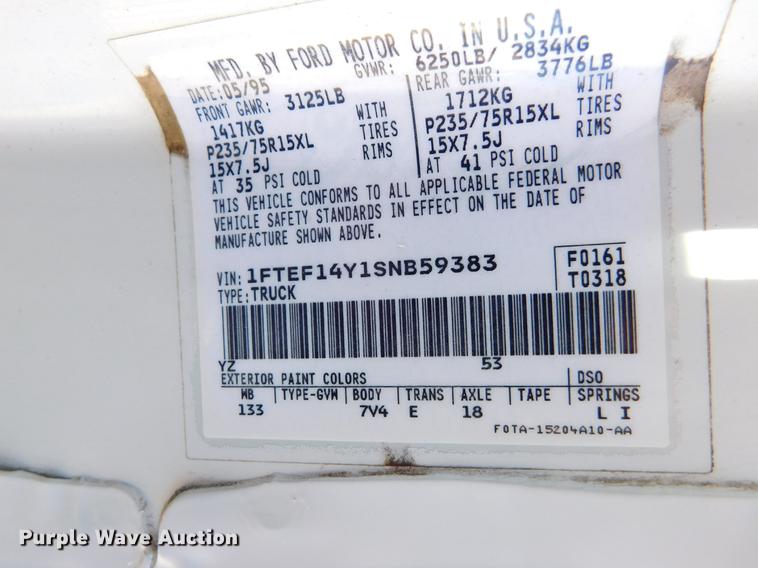 MFD. BY FORD MOTOR CO. IN U.S.A.
DATE: 05/95 GVWR: 6250LB/ 2834KG
FRONT GAWR: 3125LB REAR GAWR: 3776LB
1417KG WITH 1712KG WITH
P235/75R15XL TIRES P235/75R15XL TIRES
15X7.5J RIMS 15X7.5J RIMS
AT 35 PSI COLD AT 41 PSI COLD
THIS VEHICLE CONFORMS TO ALL APPLICABLE FEDERAL MOTOR
VEHICLE SAFETY STANDARDS IN EFFECT ON THE DATE OF
MANUFACTURE SHOWN ABOVE.
VIN: 1FTEF14Y1SNB59383 F0161
TYPE: TRUCK T0318
YZ 53
EXTERIOR PAINT COLORS DSO
WB TYPE-GVW BODY TRANS AXLE TAPE SPRINGS
133 7V4 E 18 L I
F0TA-15204A10-AA
Purple Wave Auction